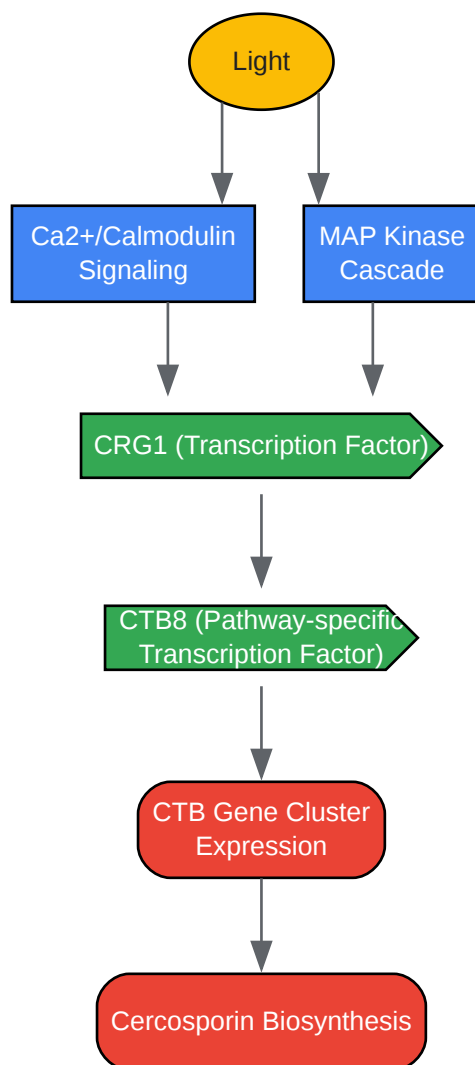 Light
Ca2+/Calmodulin
Signaling
MAP Kinase
Cascade
CRG1 (Transcription Factor)
CTB8 (Pathway-specific
Transcription Factor)
CTB Gene Cluster
Expression
Cercosporin Biosynthesis